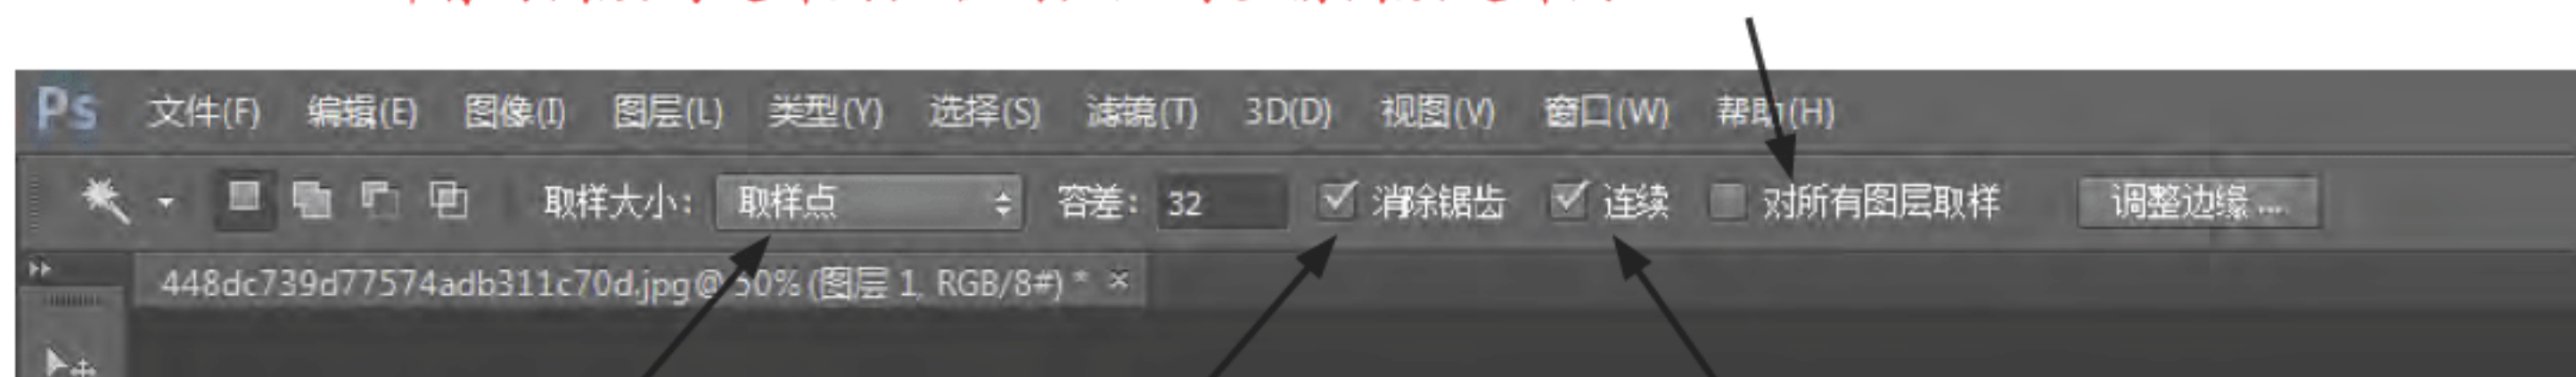 Ps 文件(F) 编辑(E) 图像(I) 图层(L) 类型(Y) 选择(S) 滤镜(T) 3D(D) 视图(V) 窗口(W) 帮助(H)
取样大小: 取样点 容差: 32 消除锯齿 连续 对所有图层取样 调整边缘 ...
448dc739d77574adb311c70d.jpg @ 50% (图层 1, RGB/8#) * ×